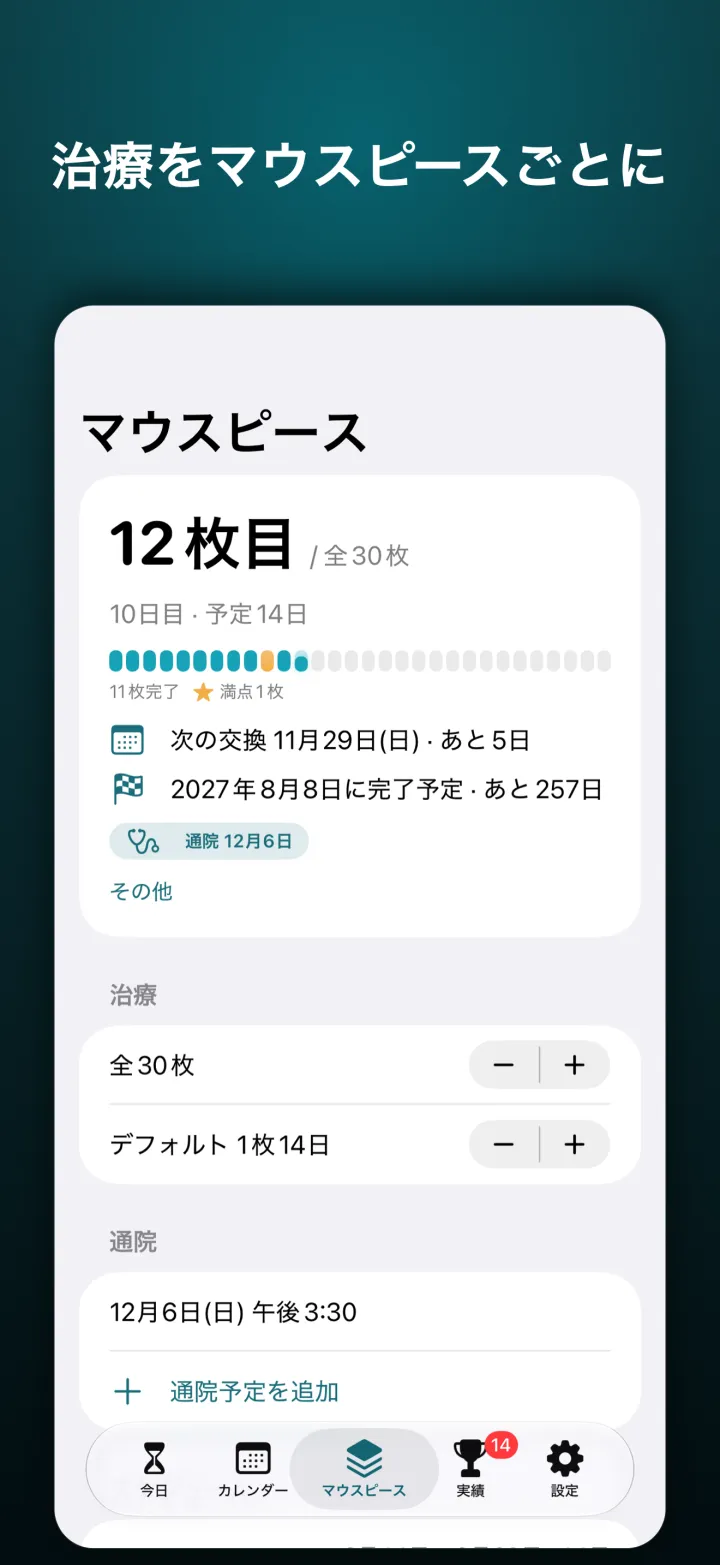 治療をマウスピースごとに
マウスピース
12枚目 / 全30枚
10日目 · 予定14日
11枚完了 満点1枚
次の交換 11月29日(日) · あと5日
2027年8月8日に完了予定 · あと257日
通院 12月6日
その他
治療
全30枚
デフォルト 1枚14日
通院
12月6日(日) 午後3:30
通院予定を追加
14
今日 カレンダー マウスピース 実績 設定